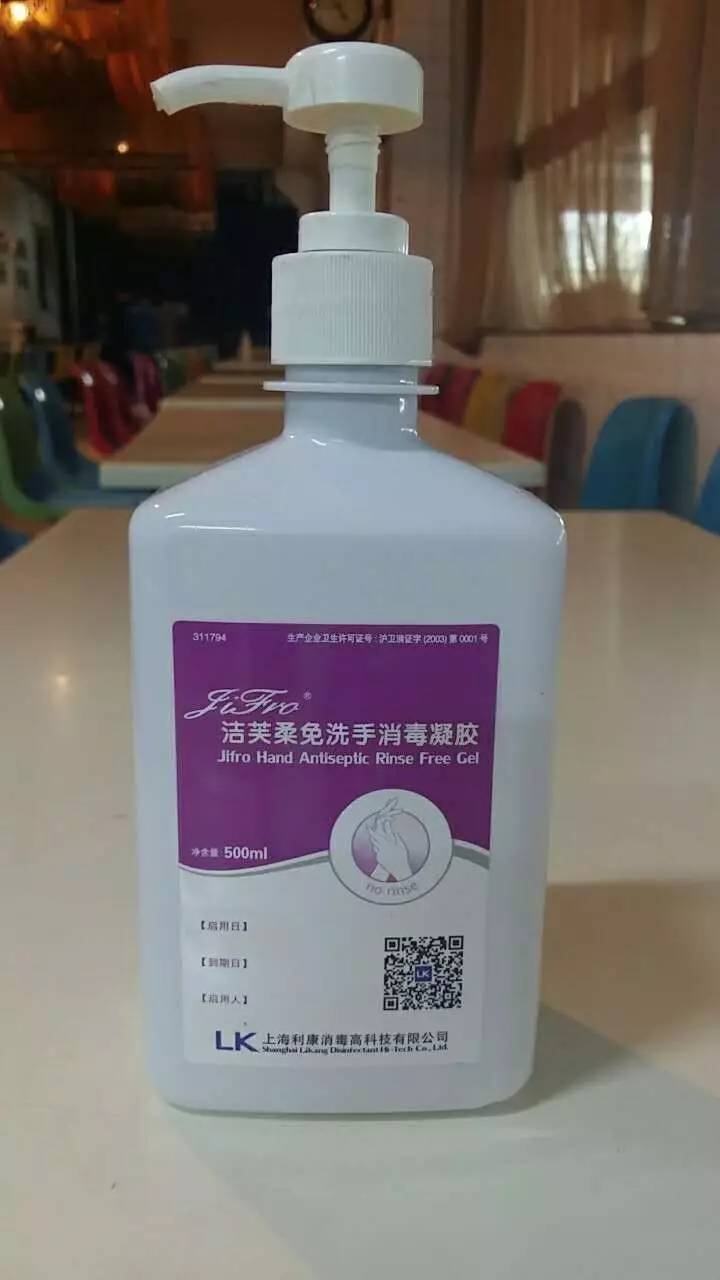 311794
生产企业卫生许可证号：沪卫消证字(2003)第0001号
JiFro®
洁芙柔免洗手消毒凝胶
Jifro Hand Antiseptic Rinse Free Gel
净含量：500ml
no rinse
【启用日】
【到期日】
【启用人】
LK
LK 上海利康消毒高科技有限公司
Shanghai Likang Disinfectant Hi-Tech Co., Ltd.